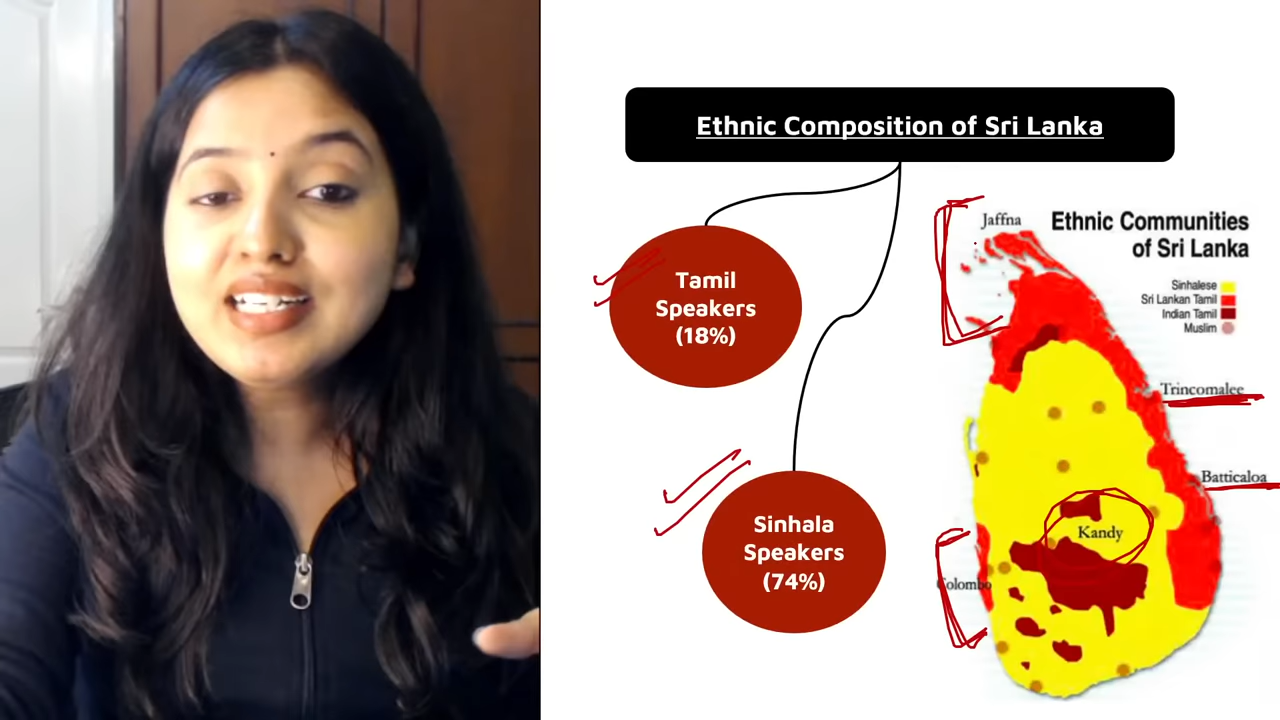 Ethnic Composition of Sri Lanka
Tamil
Speakers
(18%)
Sinhala
Speakers
(74%)
Jaffna
Ethnic Communities
of Sri Lanka
Sinhalese
Sri Lankan Tamil
Indian Tamil
Muslim
Trincomalee
Batticaloa
Kandy
Colombo